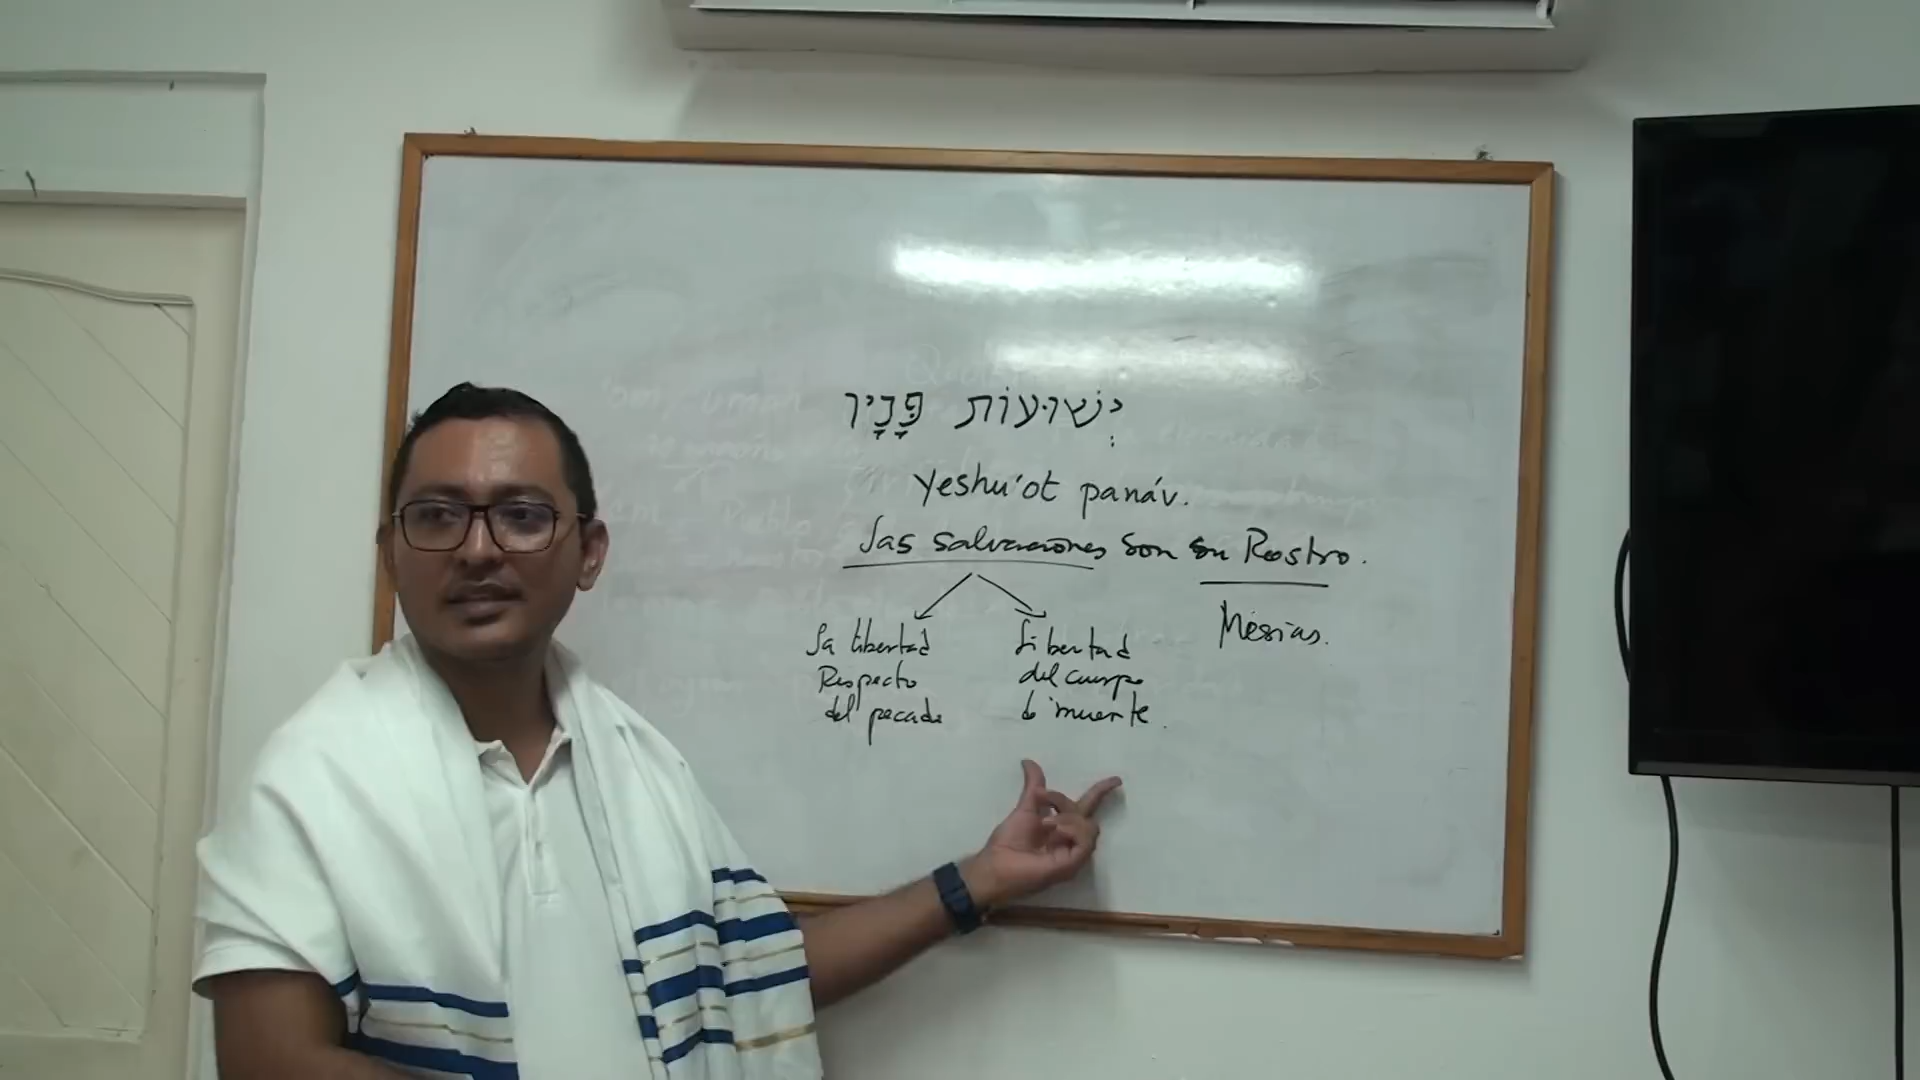 יְשׁוּעוֹת פָּנָיו
Yeshu'ot panáv.
Las salvaciones son su Rostro.
La libertad
Respecto
del pecado
Libertad
del cuerpo
de muerte.
Mesías.